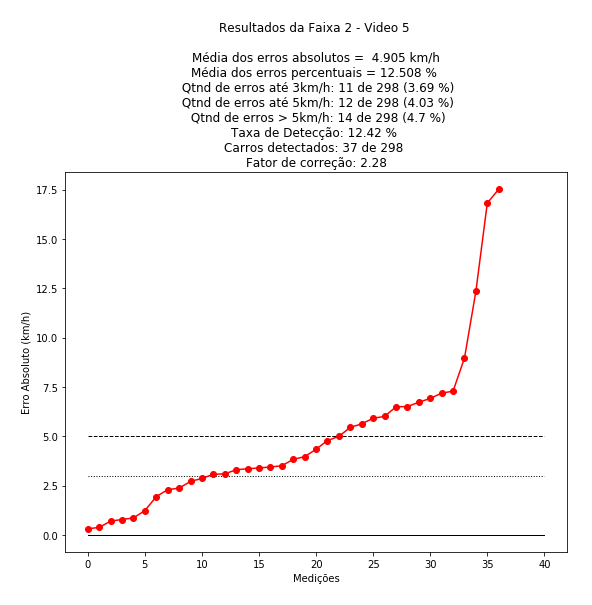 Resultados da Faixa 2 - Video 5
Média dos erros absolutos =  4.905 km/h
Média dos erros percentuais = 12.508 %
Qtnd de erros até 3km/h: 11 de 298 (3.69 %)
Qtnd de erros até 5km/h: 12 de 298 (4.03 %)
Qtnd de erros > 5km/h: 14 de 298 (4.7 %)
Taxa de Detecção: 12.42 %
Carros detectados: 37 de 298
Fator de correção: 2.28
17.5
15.0
12.5
10.0
7.5
5.0
2.5
0.0
Erro Absoluto (km/h)
0 5 10 15 20 25 30 35 40
Medições